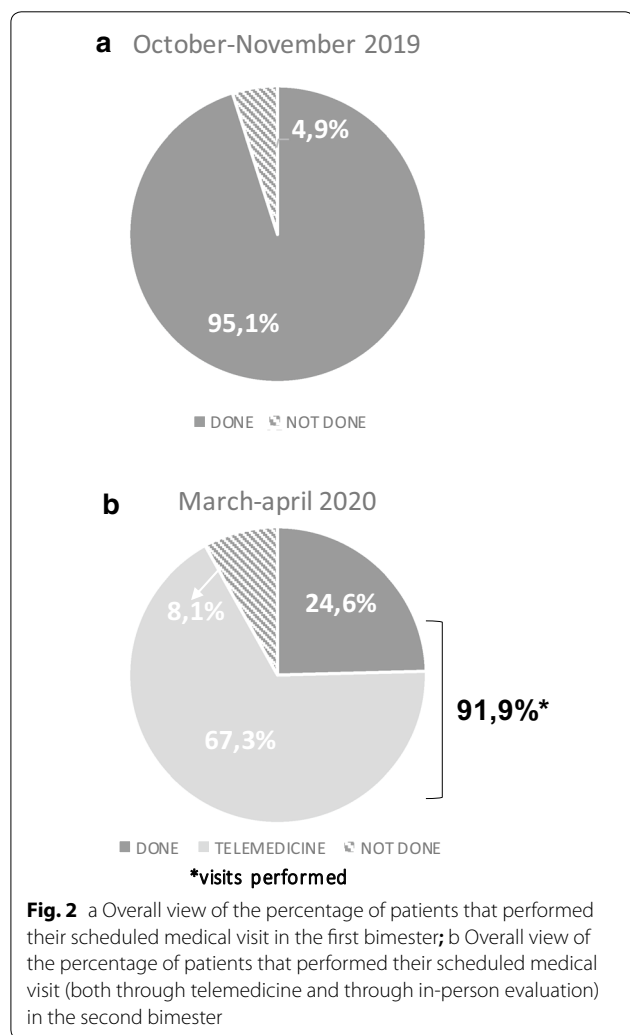 a October-November 2019
4,9%
95,1%
DONE NOT DONE
b March-april 2020
24,6%
8,1%
91,9%*
67,3%
DONE TELEMEDICINE NOT DONE
*visits performed
Fig. 2 a Overall view of the percentage of patients that performed
their scheduled medical visit in the first bimester; b Overall view of
the percentage of patients that performed their scheduled medical
visit (both through telemedicine and through in-person evaluation)
in the second bimester